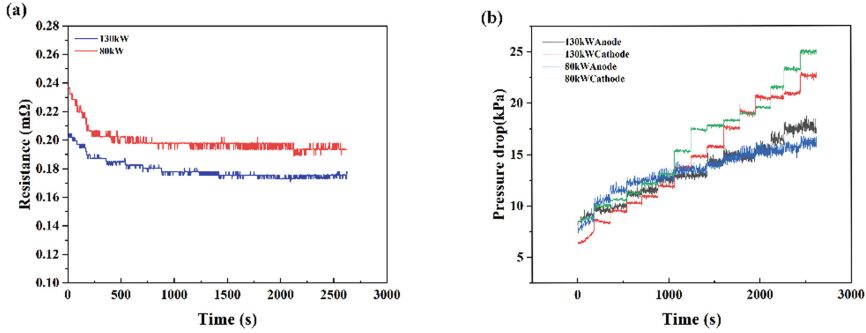 (a)
130kW
80kW
0.28
0.26
0.24
0.22
0.20
0.18
0.16
0.14
0.12
0.10
Resistance (mΩ)
0
500
1000
1500
2000
2500
3000
Time (s)
(b)
130kWAnode
130kWCathode
80kWAnode
80kWCathode
25
20
15
10
5
Pressure drop(kPa)
0
1000
2000
3000
Time (s)